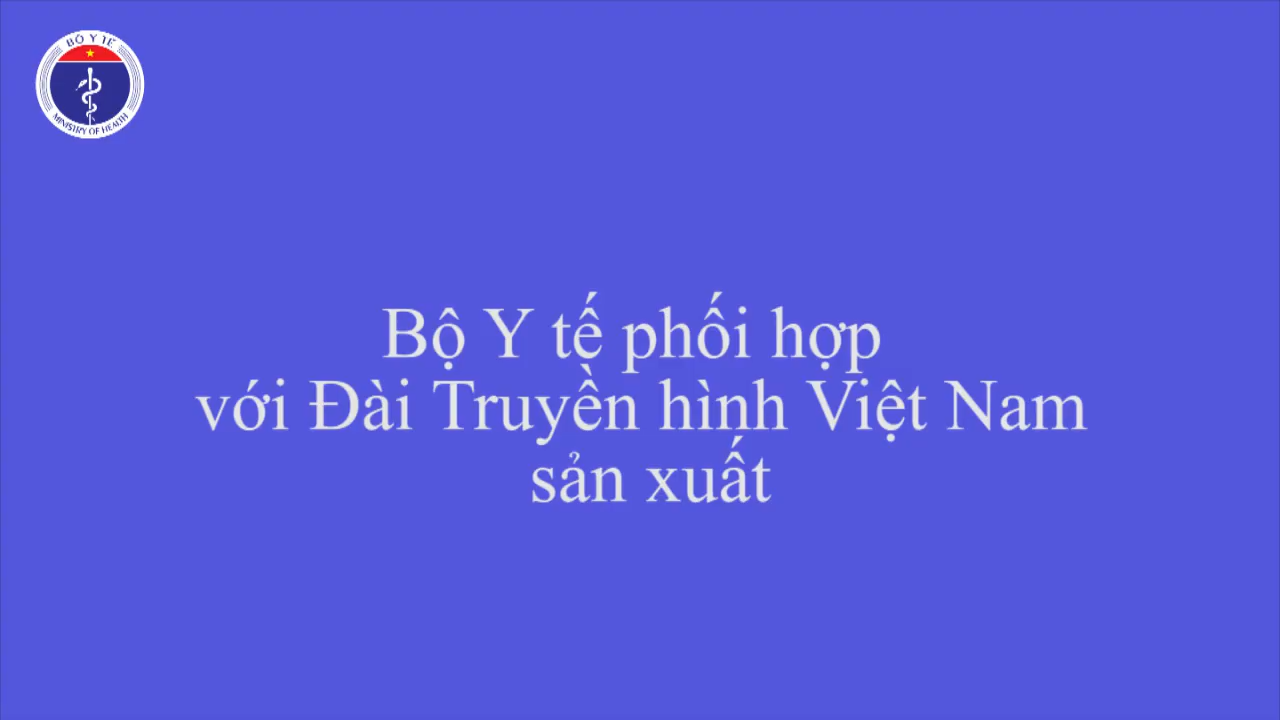 BỘ Y TẾ
MINISTRY OF HEALTH
Bộ Y tế phối hợp
với Đài Truyền hình Việt Nam
sản xuất